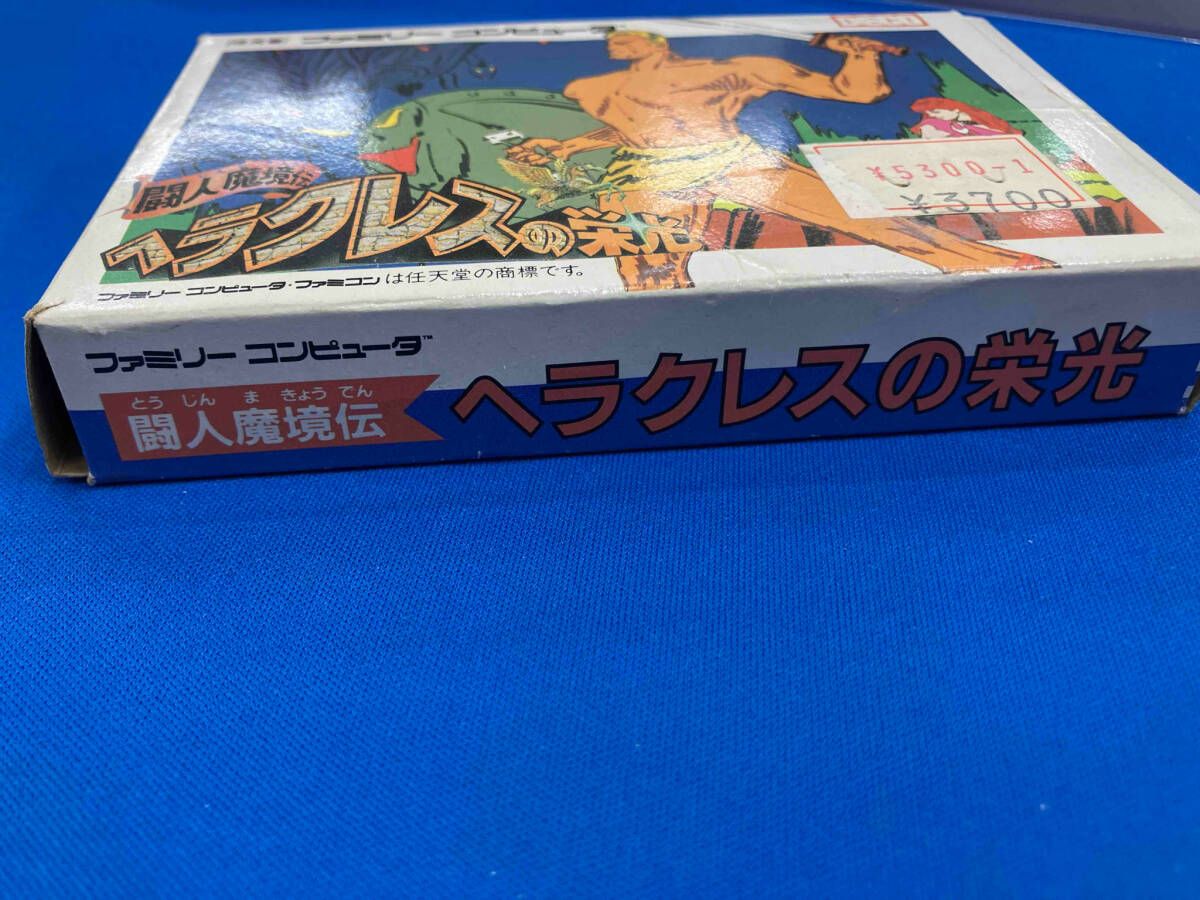 ファミリー コンピュータ
闘人魔境伝
ヘラクレスの栄光
ファミリー コンピュータ・ファミコンは任天堂の商標です。
¥5300-1
¥3700
ファミリー コンピュータ™
とう じん ま きょう でん
闘人魔境伝
ヘラクレスの栄光